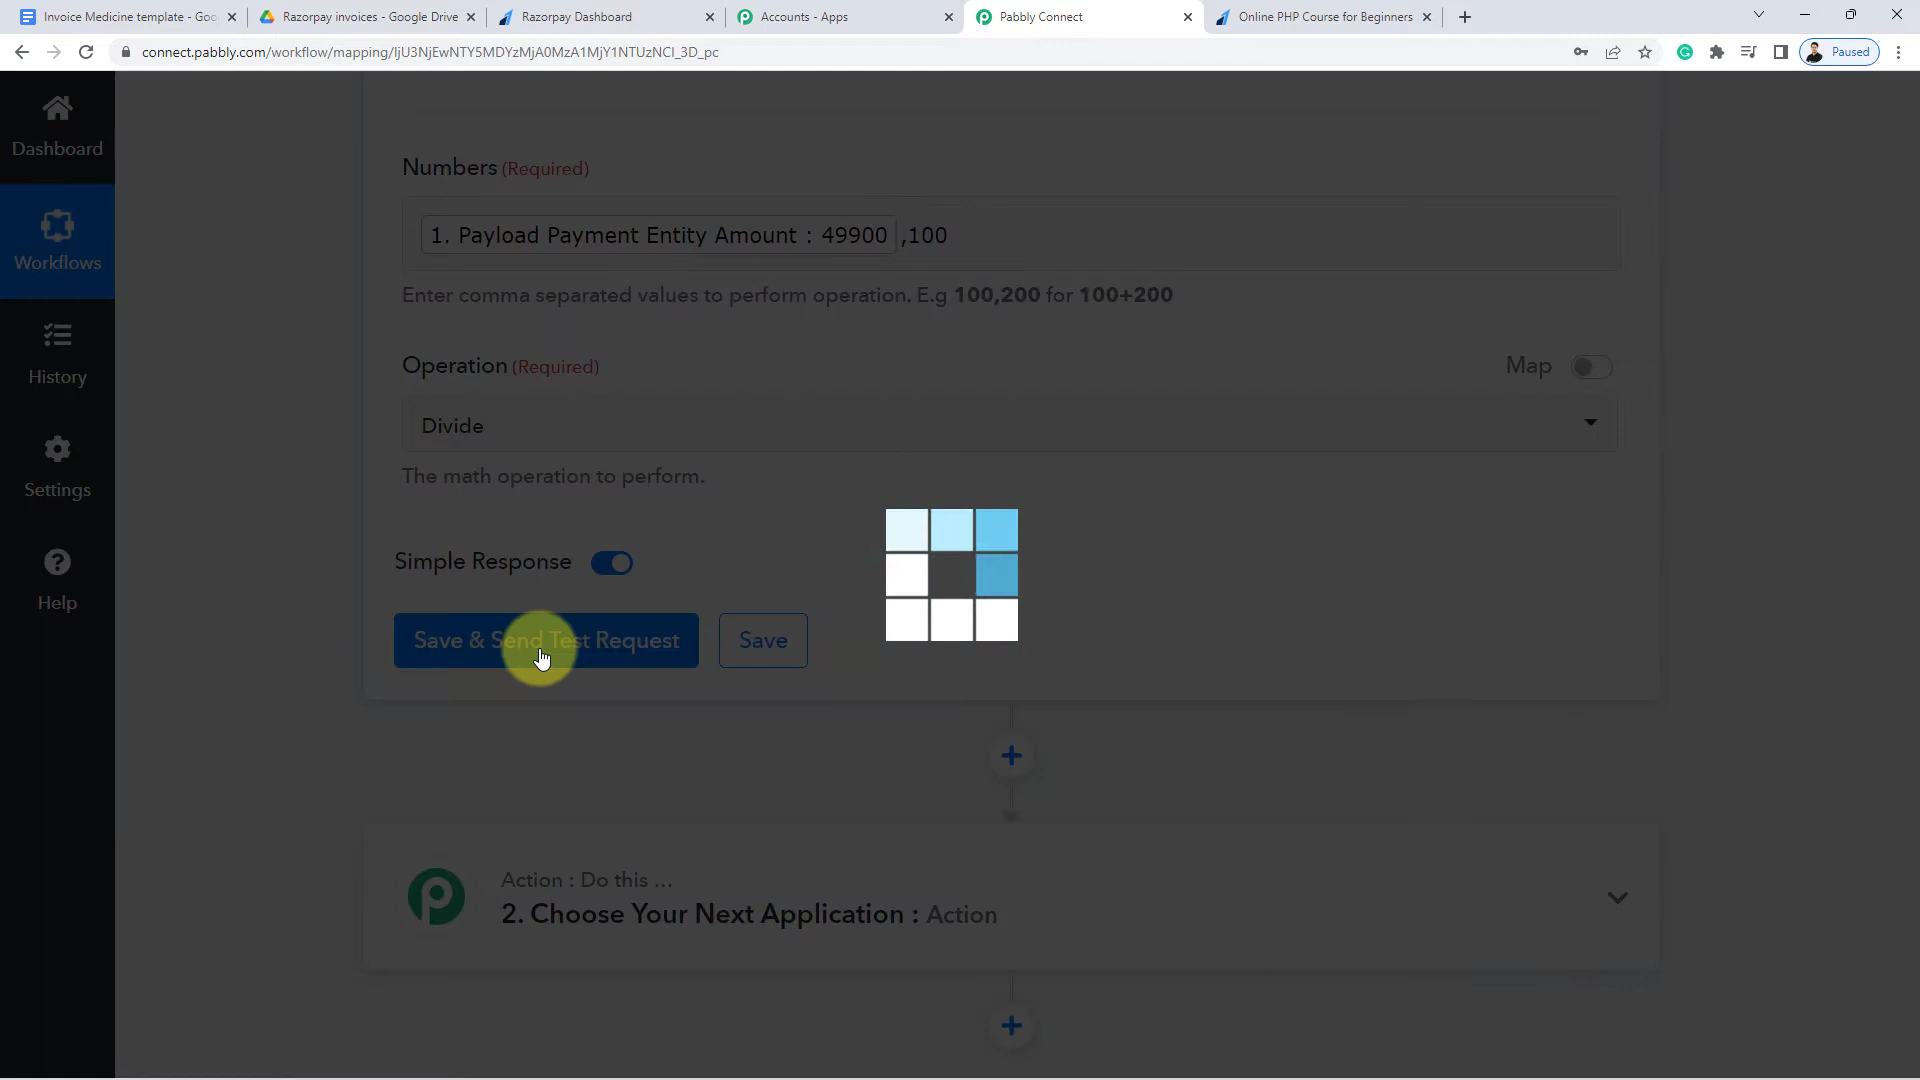 Invoice Medicine template - Goo
Razorpay invoices - Google Drive
Razorpay Dashboard
Accounts - Apps
Pabbly Connect
Online PHP Course for Beginners
connect.pabbly.com/workflow/mapping/IjU3NjEwNTY5MDYzMjA0MzA1MjY1NTUzNCI_3D_pc
Paused
Dashboard
Workflows
History
Settings
Help
Numbers (Required)
1. Payload Payment Entity Amount : 49900 ,100
Enter comma separated values to perform operation. E.g 100,200 for 100+200
Operation (Required)
Map
Divide
The math operation to perform.
Simple Response
Save & Send Test Request
Save
Action : Do this ...
2. Choose Your Next Application : Action